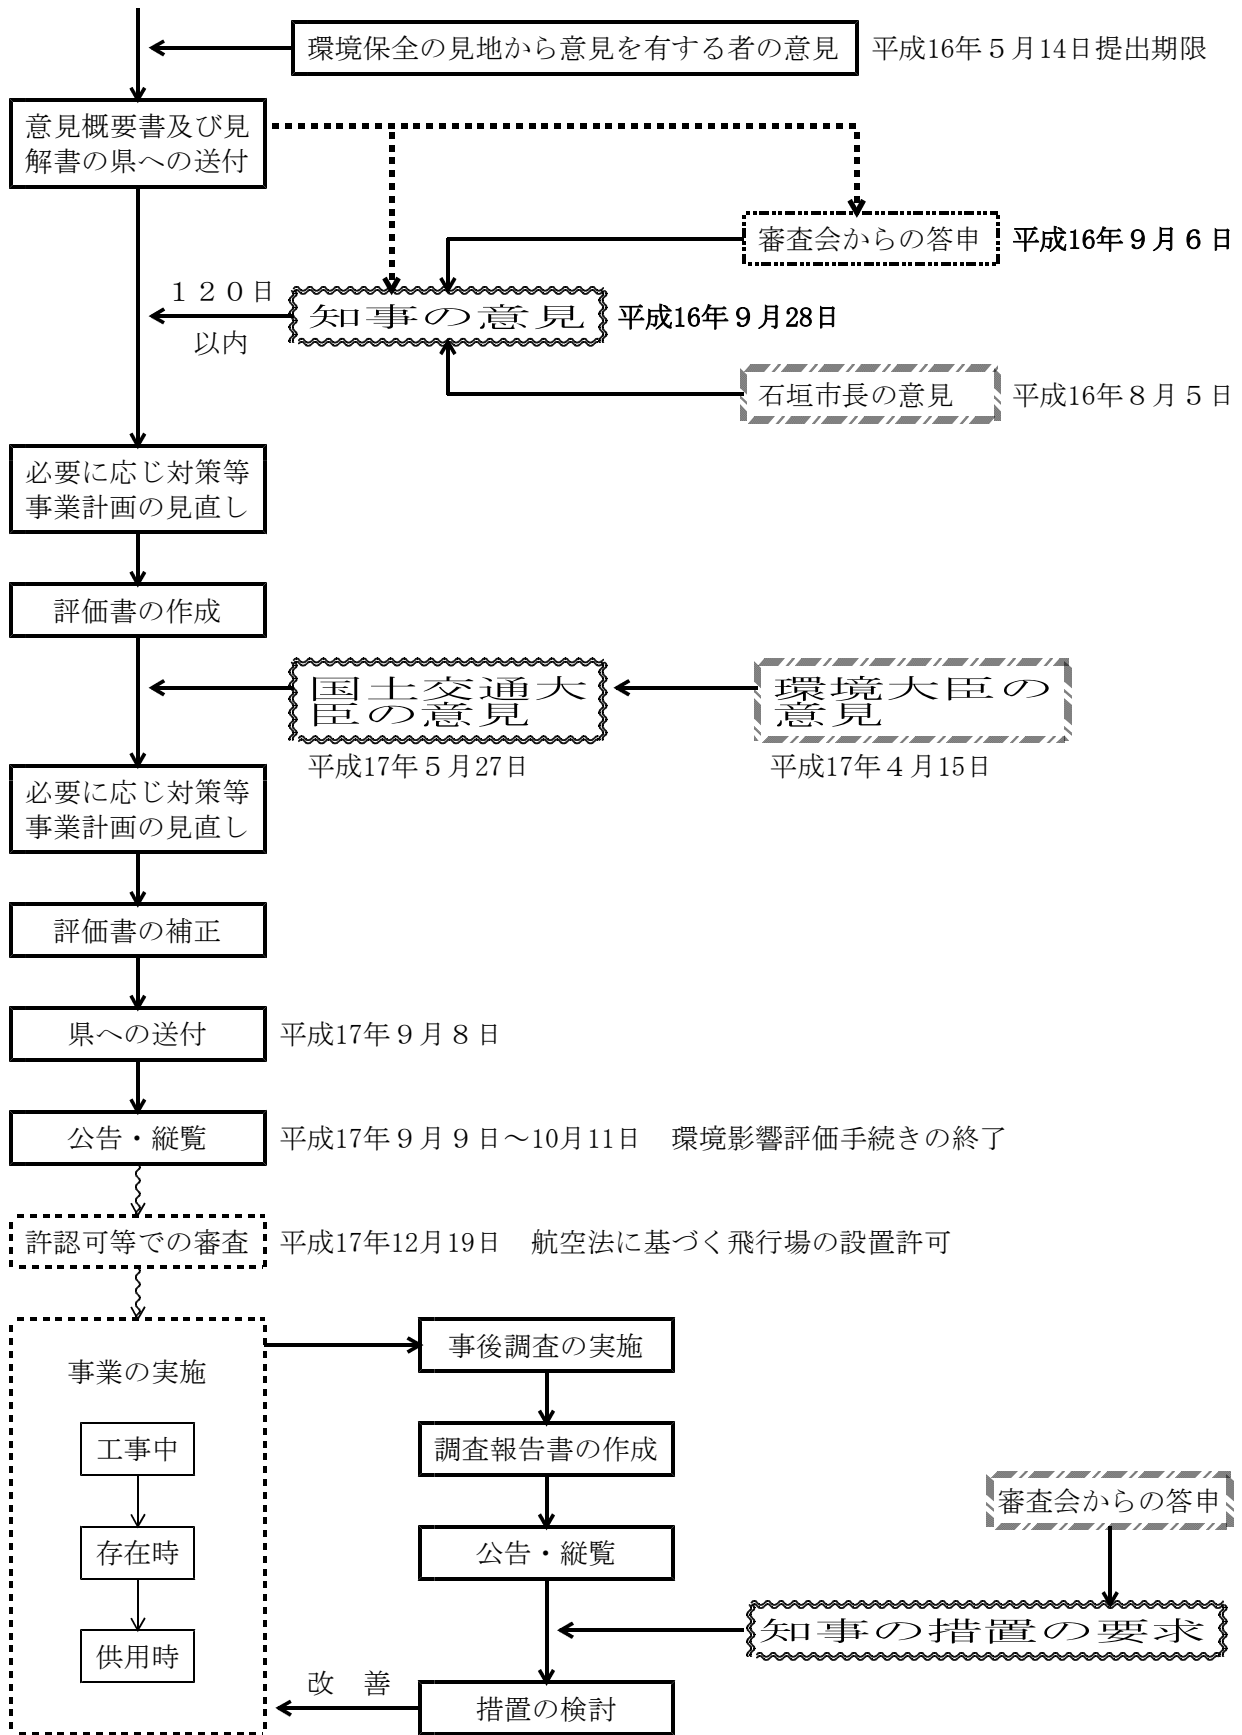 環境保全の見地から意見を有する者の意見 平成16年５月14日提出期限
意見概要書及び見
解書の県への送付
審査会からの答申 平成16年９月６日
１２０日
以内
知事の意見 平成16年９月28日
石垣市長の意見 平成16年８月５日
必要に応じ対策等
事業計画の見直し
評価書の作成
国土交通大
臣の意見
平成17年５月27日
環境大臣の
意見
平成17年４月15日
必要に応じ対策等
事業計画の見直し
評価書の補正
県への送付 平成17年９月８日
公告・縦覧 平成17年９月９日～10月11日 環境影響評価手続きの終了
許認可等での審査 平成17年12月19日 航空法に基づく飛行場の設置許可
事業の実施
工事中
存在時
供用時
事後調査の実施
調査報告書の作成
公告・縦覧
審査会からの答申
知事の措置の要求
措置の検討
改 善